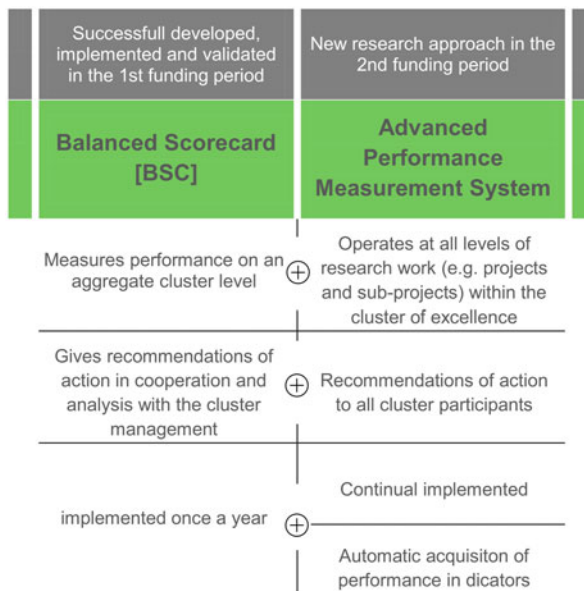 Successfull developed,
implemented and validated
in the 1st funding period
New research approach in the
2nd funding period
Balanced Scorecard
[BSC]
Advanced
Performance
Measurement System
Measures performance on an
aggregate cluster level
Operates at all levels of
research work (e.g. projects
and sub-projects) within the
cluster of excellence
Gives recommendations of
action in cooperation and
analysis with the cluster
management
Recommendations of action
to all cluster participants
implemented once a year
Continual implemented
Automatic acquisiton of
performance in dicators